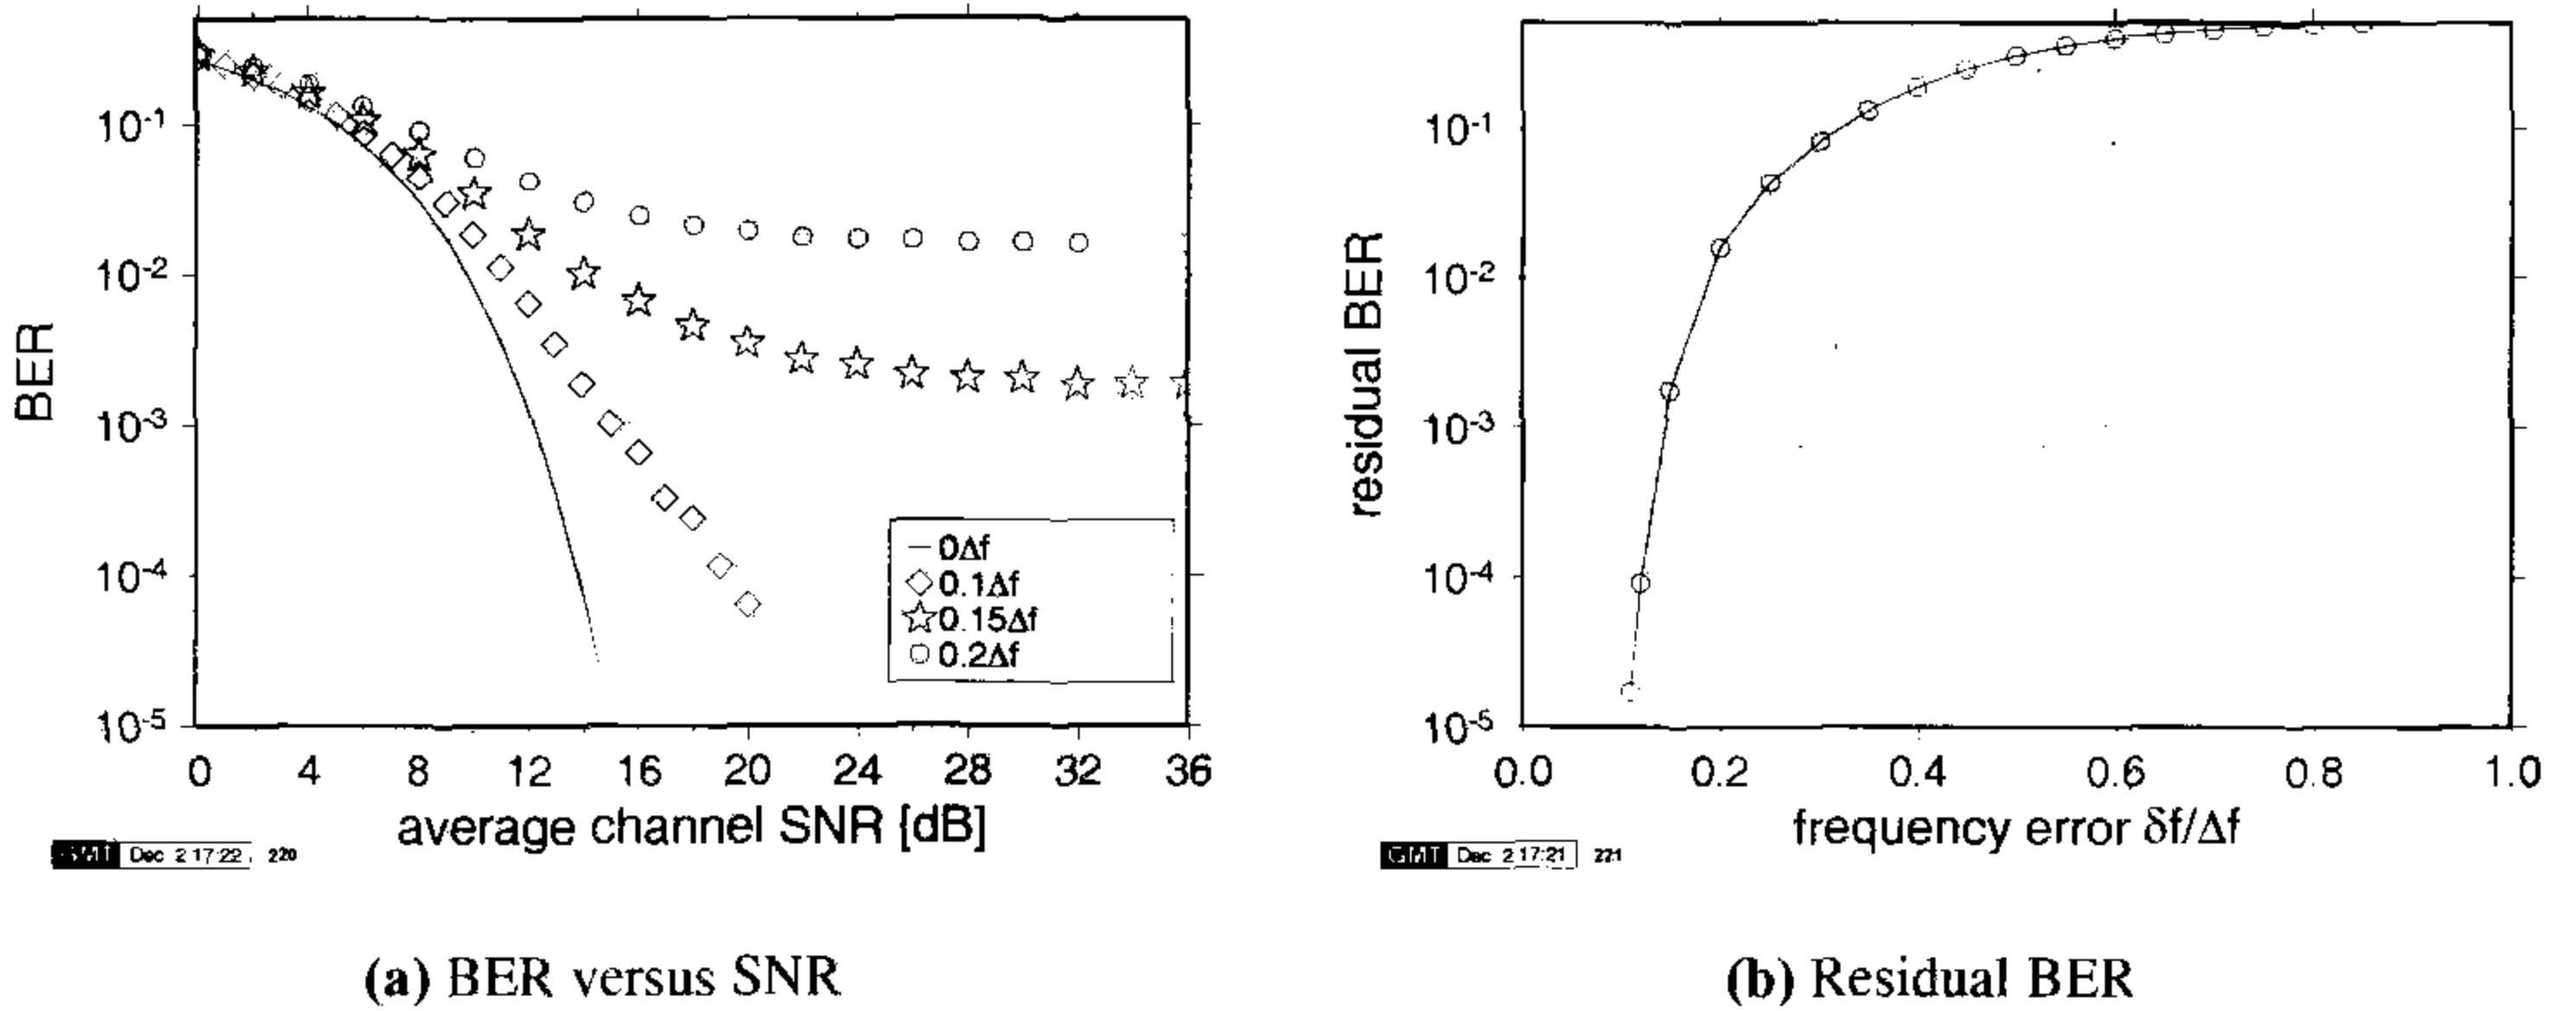 BER
10-1
10-2
10-3
10-4
10-5
0Δf
0.1Δf
0.15Δf
0.2Δf
0 4 8 12 16 20 24 28 32 36
average channel SNR [dB]
GMT Dec 2 17:22 220
(a) BER versus SNR
residual BER
10-1
10-2
10-3
10-4
10-5
0.0 0.2 0.4 0.6 0.8 1.0
frequency error δf/Δf
GMT Dec 2 17:21 221
(b) Residual BER